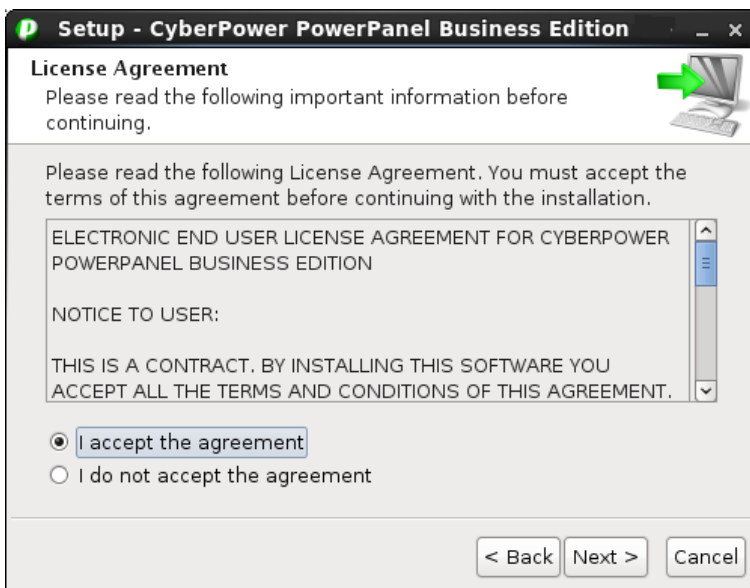 Setup - CyberPower PowerPanel Business Edition
License Agreement
Please read the following important information before
continuing.
Please read the following License Agreement. You must accept the
terms of this agreement before continuing with the installation.
ELECTRONIC END USER LICENSE AGREEMENT FOR CYBERPOWER
POWERPANEL BUSINESS EDITION
NOTICE TO USER:
THIS IS A CONTRACT. BY INSTALLING THIS SOFTWARE YOU
ACCEPT ALL THE TERMS AND CONDITIONS OF THIS AGREEMENT.
I accept the agreement
I do not accept the agreement
< Back Next > Cancel